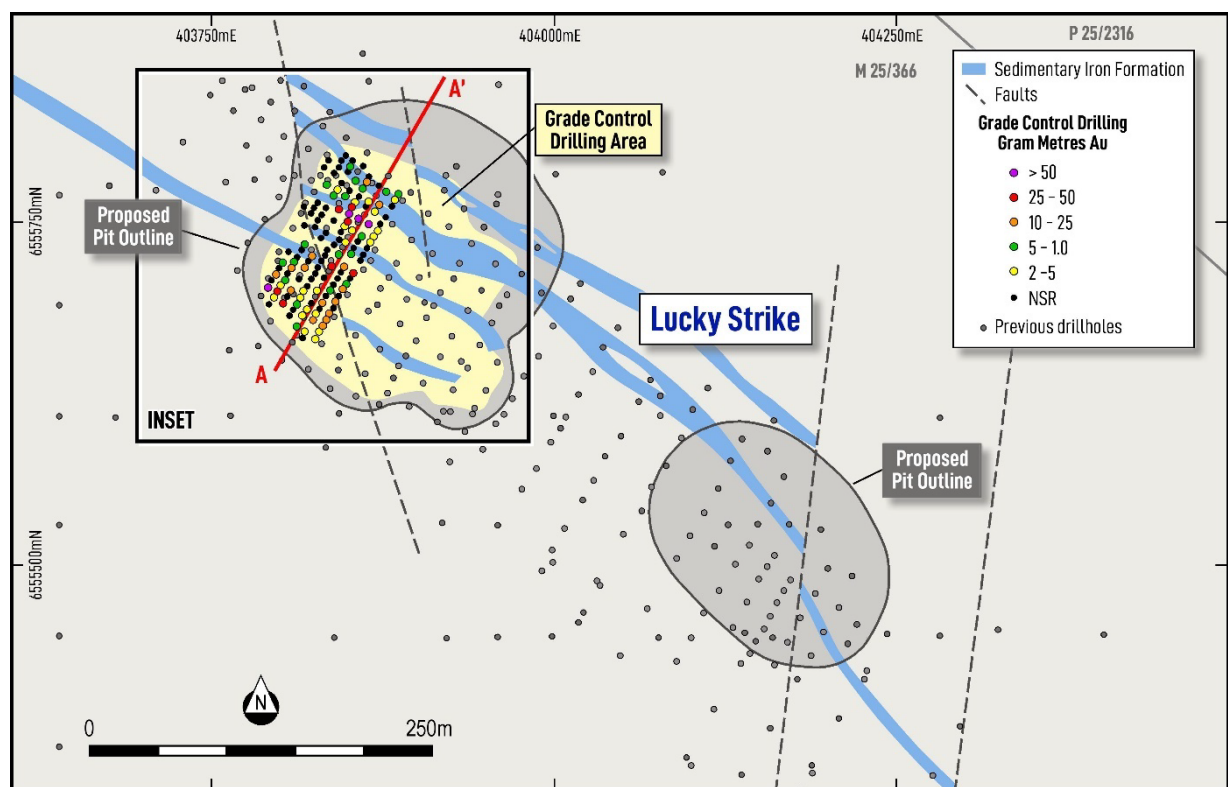 403750mE
404000mE
404250mE
P 25/2316
M 25/366
A'
Grade Control
Drilling Area
Sedimentary Iron Formation
Faults
Grade Control Drilling
Gram Metres Au
> 50
25 - 50
10 - 25
5 - 1.0
2 -5
NSR
Previous drillholes
6555750mN
Proposed
Pit Outline
Lucky Strike
A
INSET
Proposed
Pit Outline
6555500mN
N
0
250m